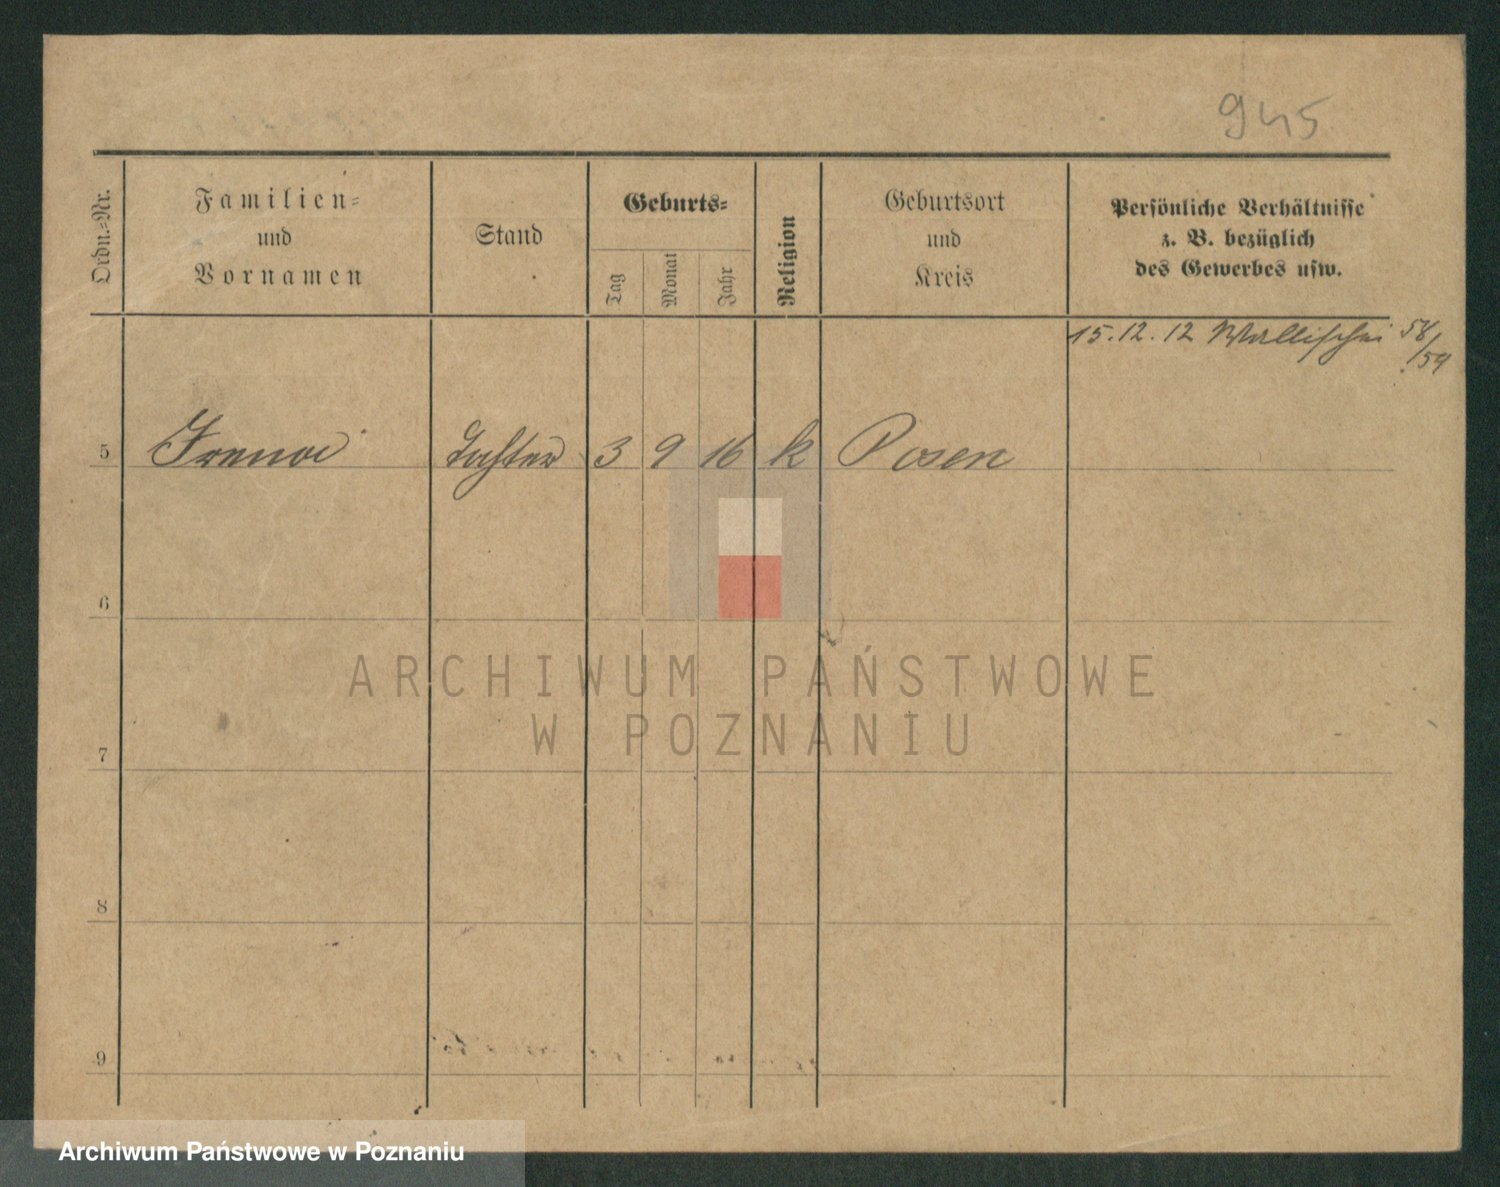 945
Ordn.-Nr.
Familien-
und
Vornamen
Stand
Geburts-
Tag
Monat
Jahr
Religion
Geburtsort
und
Kreis
Persönliche Verhältnisse
z. B. bezüglich
des Gewerbes usw.
15.12.12 Wallischei 58/59
5 Irena Tochter 3 9 16 k Posen
6
ARCHIWUM PAŃSTWOWE
W POZNANIU
7
8
9
Archiwum Państwowe w Poznaniu